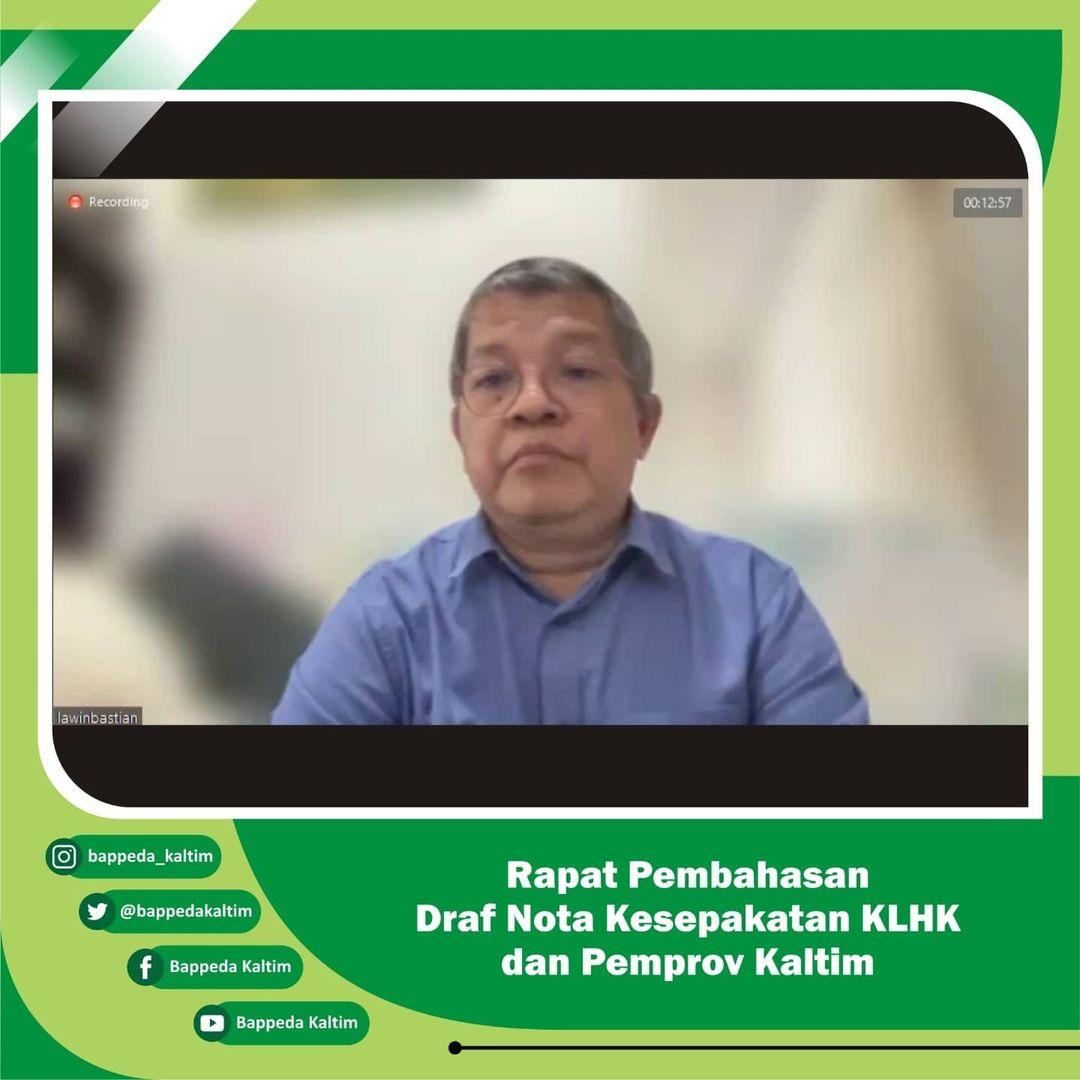 Recording
00:12:57
lawinbastian
bappeda_kaltim
@bappedakaltim
Bappeda Kaltim
Bappeda Kaltim
Rapat Pembahasan
Draf Nota Kesepakatan KLHK
dan Pemprov Kaltim